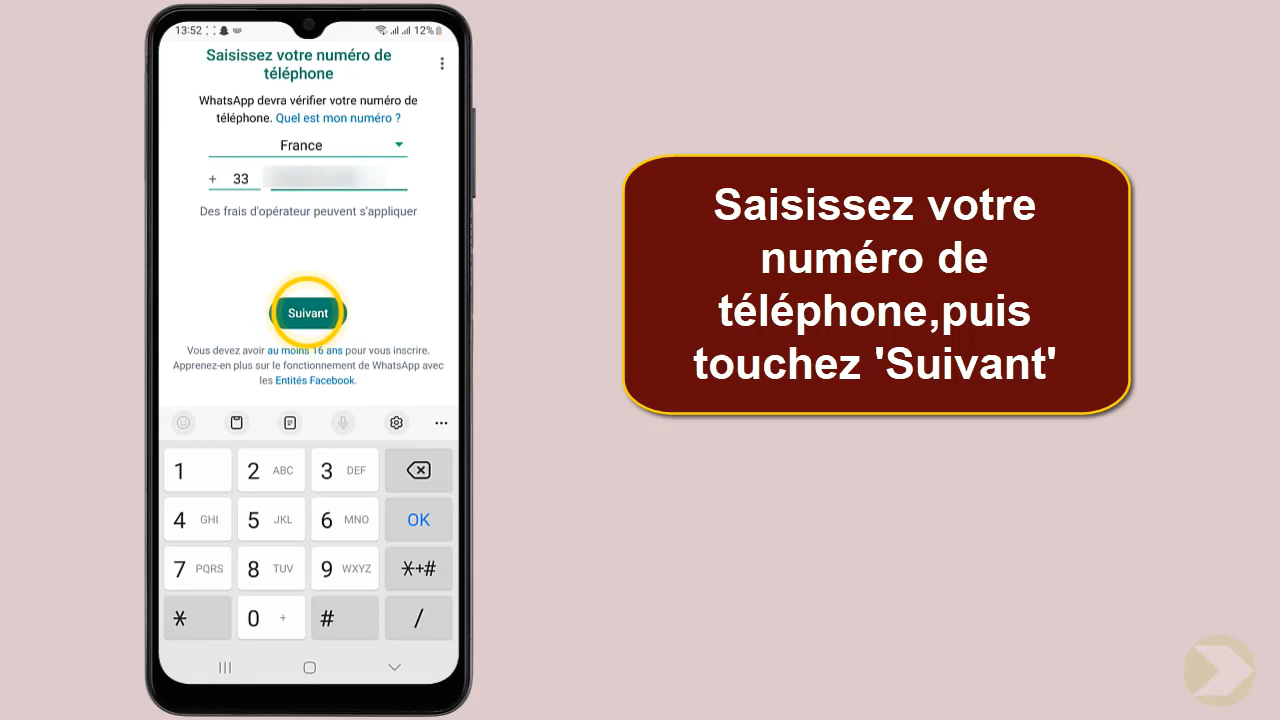 13:52
12%
Saisissez votre numéro de
téléphone
WhatsApp devra vérifier votre numéro de
téléphone. Quel est mon numéro ?
France
+ 33
Des frais d'opérateur peuvent s'appliquer
Suivant
Vous devez avoir au moins 16 ans pour vous inscrire.
Apprenez-en plus sur le fonctionnement de WhatsApp avec
les Entités Facebook.
1 2 ABC 3 DEF
4 GHI 5 JKL 6 MNO OK
7 PQRS 8 TUV 9 WXYZ *+#
* 0 + # /
Saisissez votre
numéro de
téléphone,puis
touchez 'Suivant'